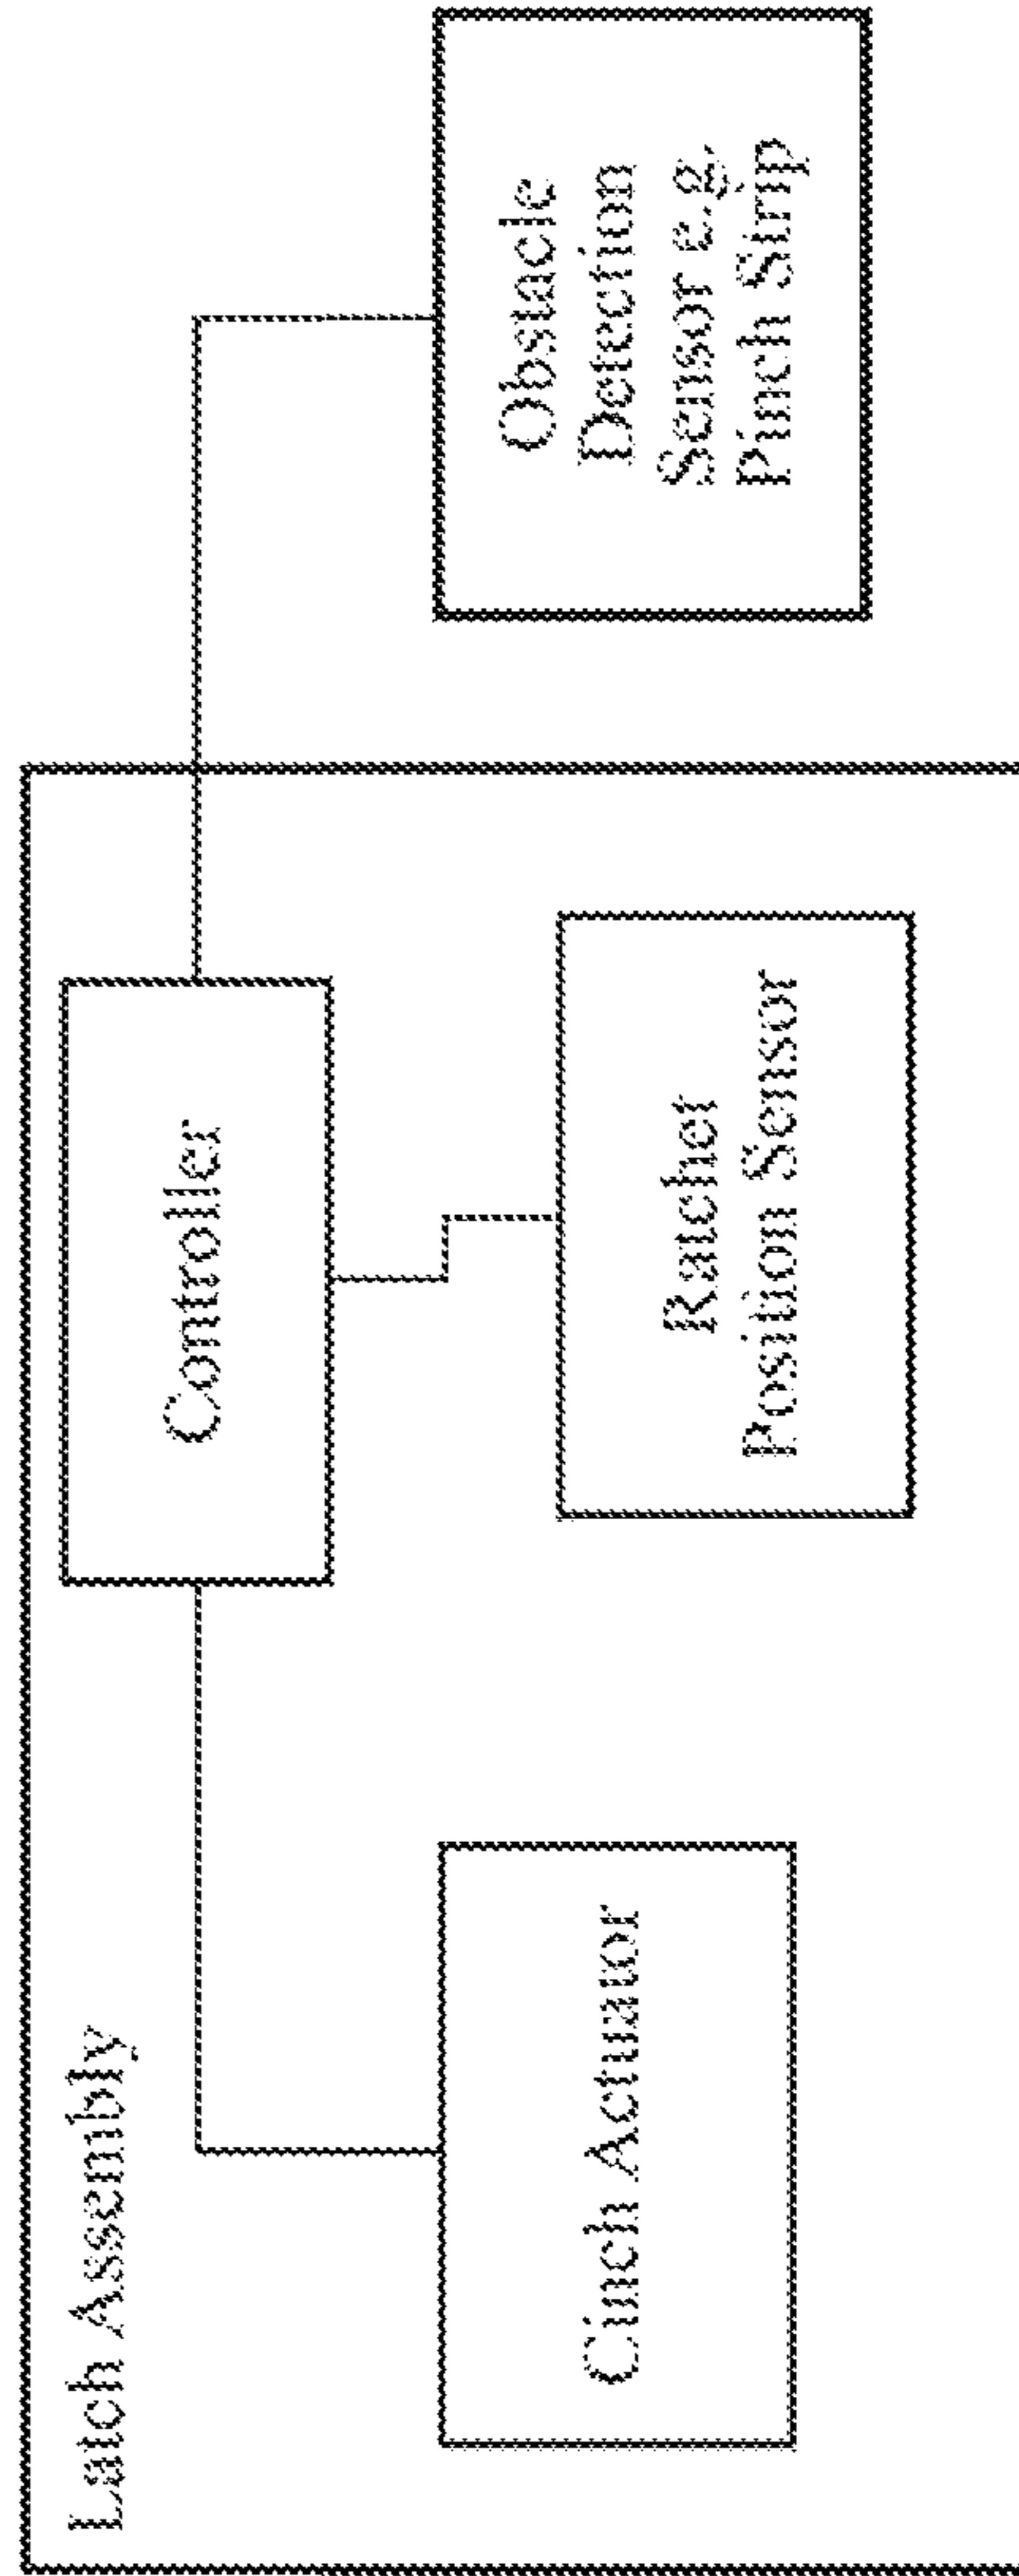 Latch Assembly
Controller
Cinch Actuator
Ratchet
Position Sensor
Obstacle
Detection
Sensor e.g.
Pinch Strip